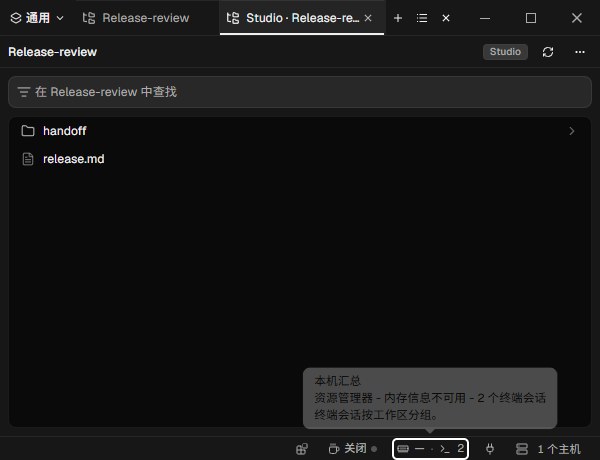 通用
Release-review
Studio · Release-re...
Release-review
Studio
在 Release-review 中查找
handoff
release.md
本机汇总
资源管理器 - 内存信息不可用 - 2 个终端会话
终端会话按工作区分组。
关闭
— · 2
1 个主机